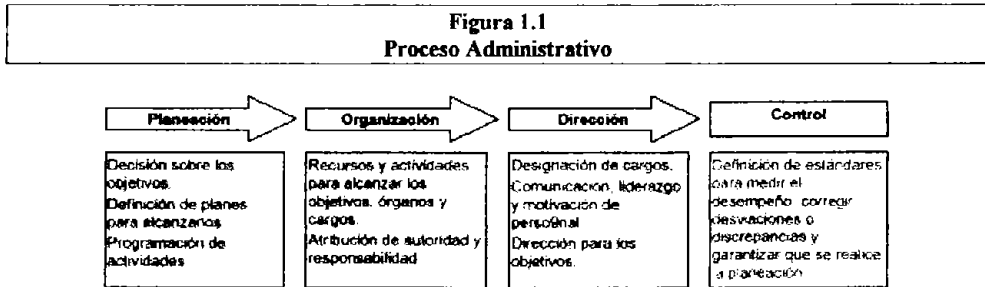 Figura 1.1
Proceso Administrativo
Planeación
Decisión sobre los
objetivos.
Definición de planes
para alcanzarlos
Programación de
actividades
Organización
Recursos y actividades
para alcanzar los
objetivos. órganos y
cargos.
Atribución de autoridad y
responsabilidad
Dirección
Designación de cargos.
Comunicación, liderazgo
y motivación de
personal
Dirección para los
objetivos.
Control
Definición de estándares
para medir el
desempeño, corregir
desviaciones o
discrepancias y
garantizar que se realice
la planeación